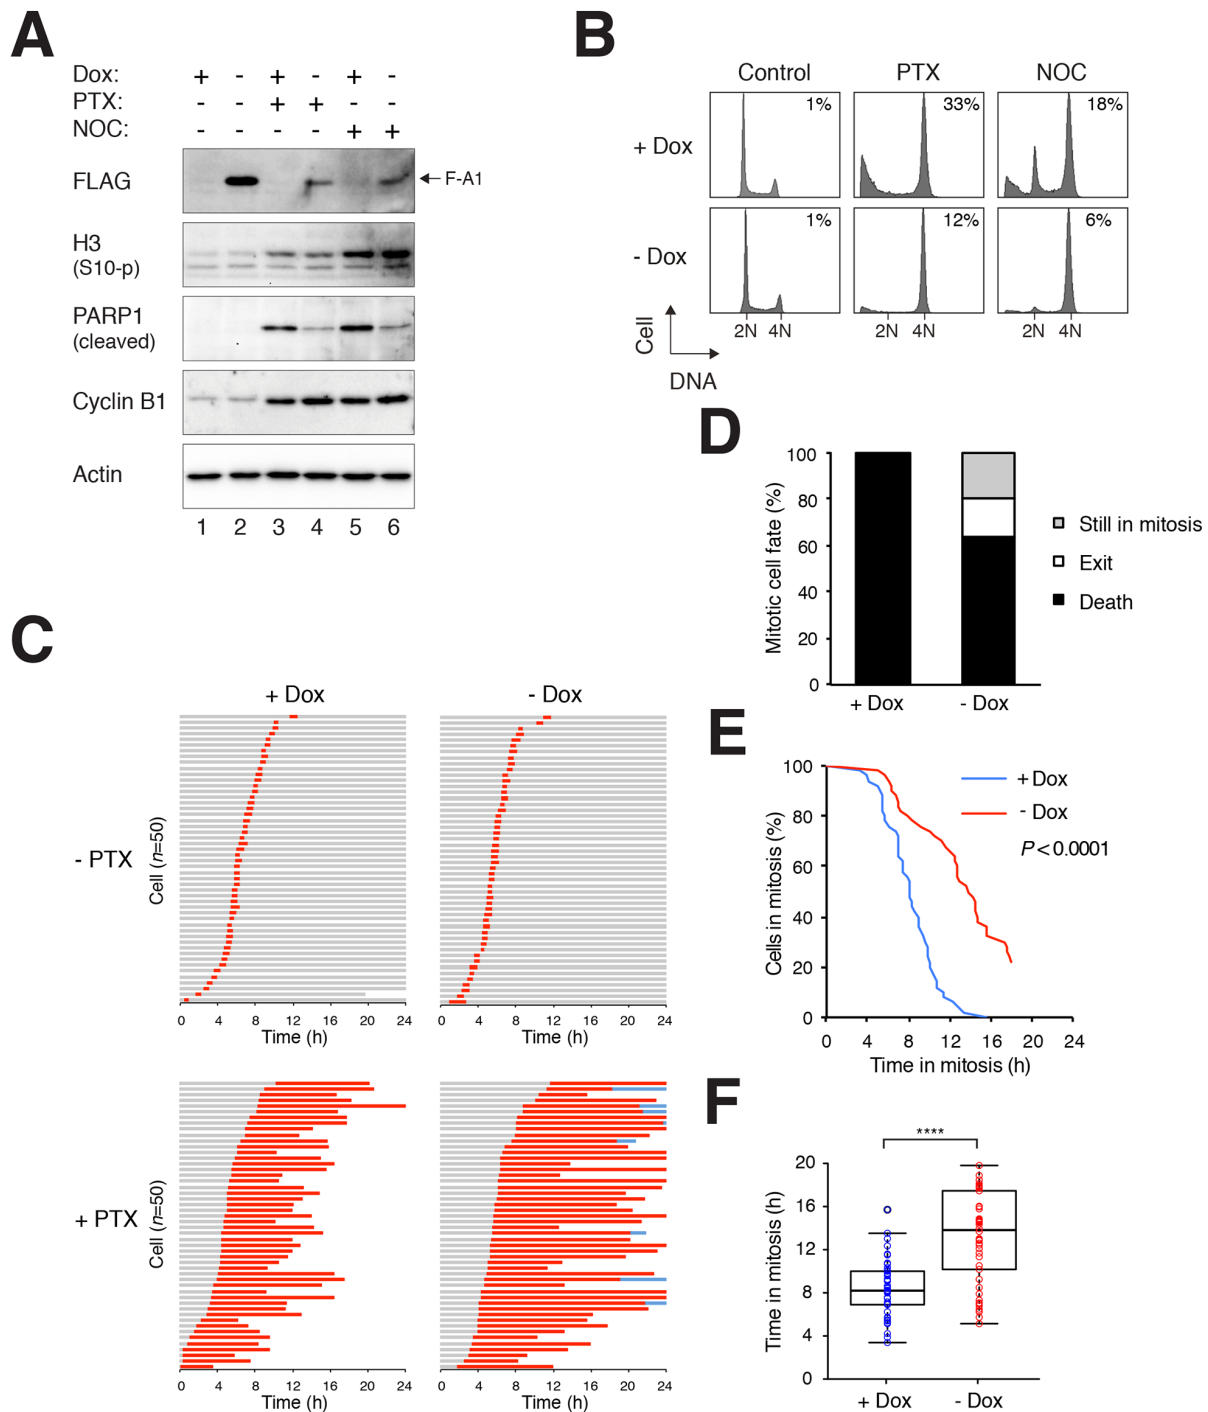 A
Dox: + - + - + -
PTX: - - + + - -
NOC: - - - - + +
FLAG
F-A1
H3
(S10-p)
PARP1
(cleaved)
Cyclin B1
Actin
1 2 3 4 5 6
B
Control PTX NOC
+ Dox
1% 33% 18%
- Dox
1% 12% 6%
2N 4N 2N 4N 2N 4N
Cell
DNA
C
+ Dox - Dox
- PTX
Cell (n=50)
0 4 8 12 16 20 24
Time (h)
0 4 8 12 16 20 24
Time (h)
+ PTX
Cell (n=50)
0 4 8 12 16 20 24
Time (h)
0 4 8 12 16 20 24
Time (h)
D
Mitotic cell fate (%)
100
80
60
40
20
0
+ Dox - Dox
Still in mitosis
Exit
Death
E
Cells in mitosis (%)
100
80
60
40
20
0
+ Dox
- Dox
P<0.0001
0 4 8 12 16 20 24
Time in mitosis (h)
F
Time in mitosis (h)
20
16
12
8
4
0
****
+ Dox - Dox